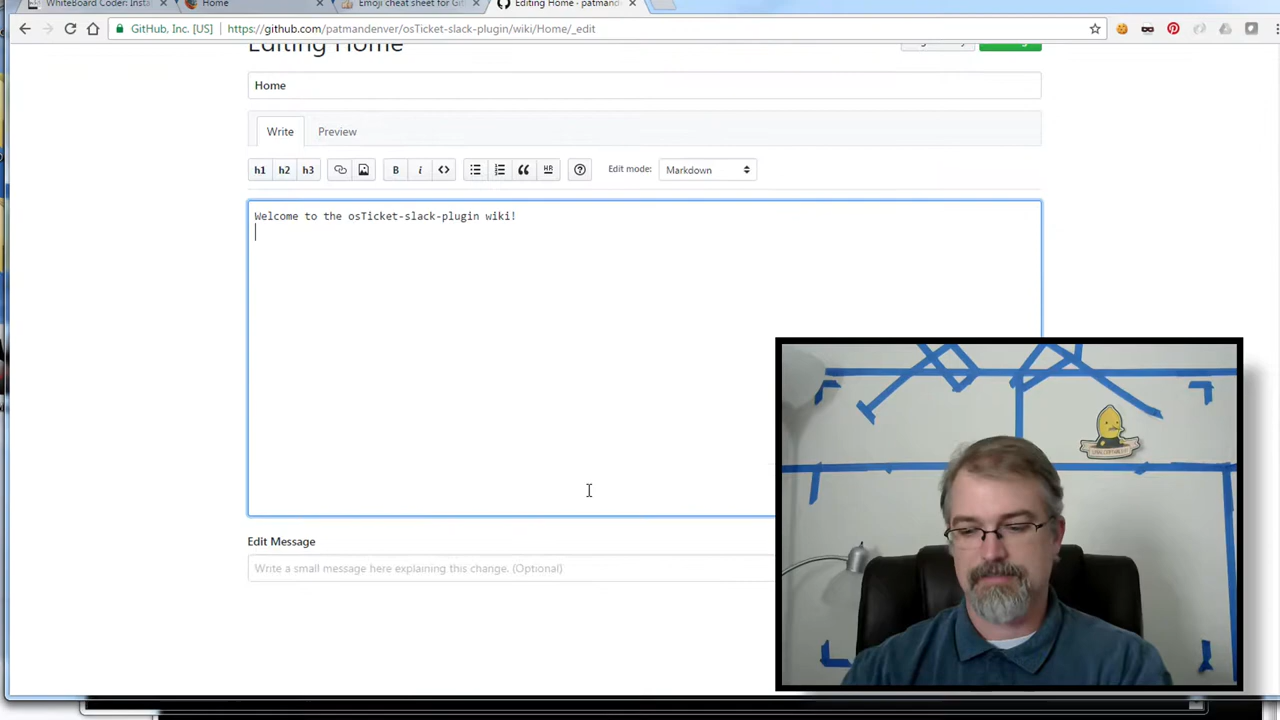 WhiteBoard Coder: Insta
Home
Emoji cheat sheet for Git
Editing Home · patmand
GitHub, Inc. [US]
https://github.com/patmandenver/osTicket-slack-plugin/wiki/Home/_edit
Editing Home
Home
Write
Preview
h1 h2 h3
B i
Edit mode:
Markdown
Welcome to the osTicket-slack-plugin wiki!
Edit Message
Write a small message here explaining this change. (Optional)